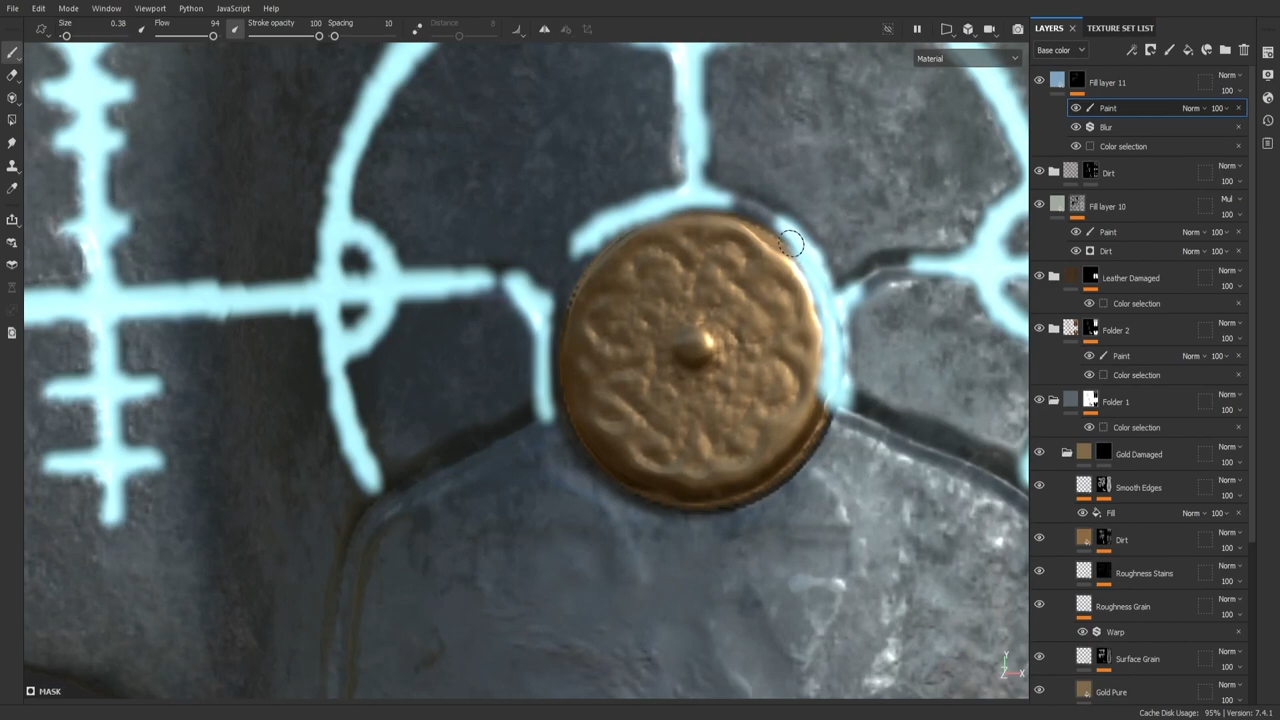 File Edit Mode Window Viewport Python JavaScript Help
Size 0.38 Flow 94 Stroke opacity 100 Spacing 10 Distance 8
LAYERS × TEXTURE SET LIST
Base color
Material
Norm
Fill layer 11
100
Paint Norm 100 ×
Blur ×
Color selection ×
Norm
Dirt
100
Mul
Fill layer 10
100
Paint Norm 100 ×
Dirt ×
Norm
Leather Damaged
100
Color selection ×
Norm
Folder 2
100
Paint Norm 100 ×
Color selection ×
Norm
Folder 1
100
Color selection ×
Norm
Gold Damaged
100
Norm
Smooth Edges
100
Fill Norm 100 ×
Norm
Dirt
100
Norm
Roughness Stains
100
Norm
Roughness Grain
100
Warp ×
Norm
Surface Grain
100
Norm
Gold Pure
100
Y
Z X
MASK
Cache Disk Usage: 95% | Version: 7.4.1